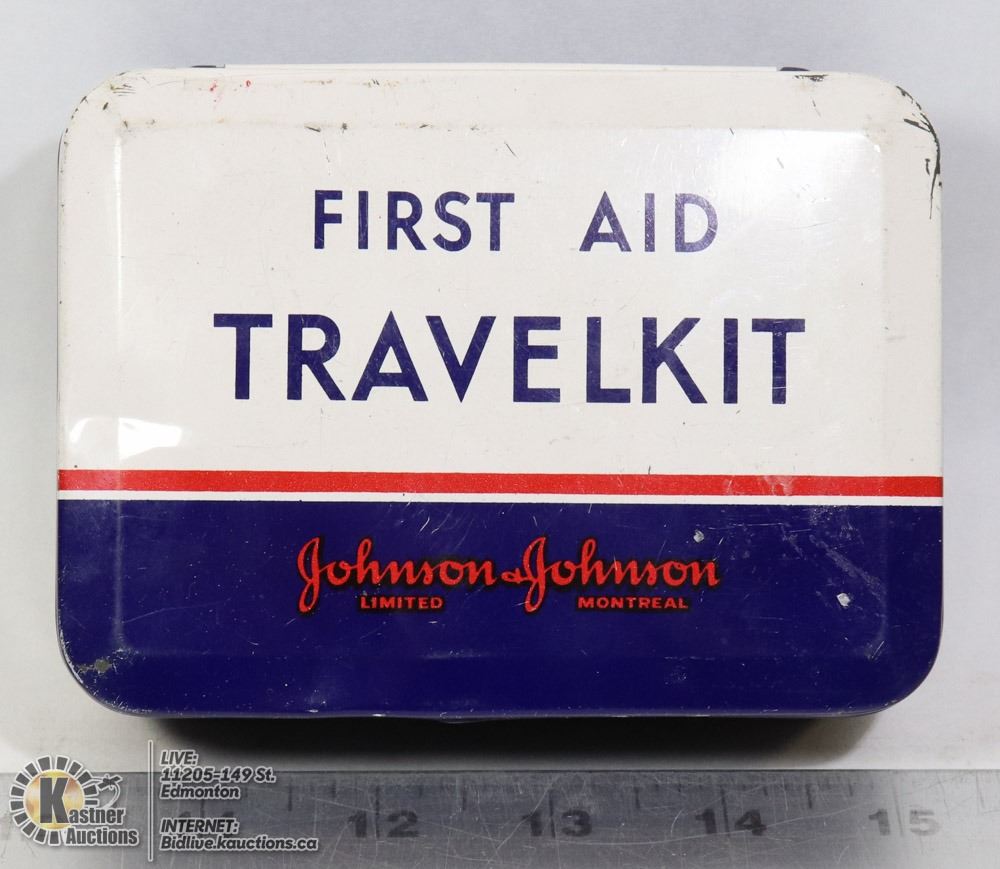 FIRST AID
TRAVELKIT
Johnson & Johnson
LIMITED MONTREAL
Kastner
Auctions
LIVE:
11205-149 St.
Edmonton
INTERNET:
Bidlive.kauctions.ca
12 13 14 15